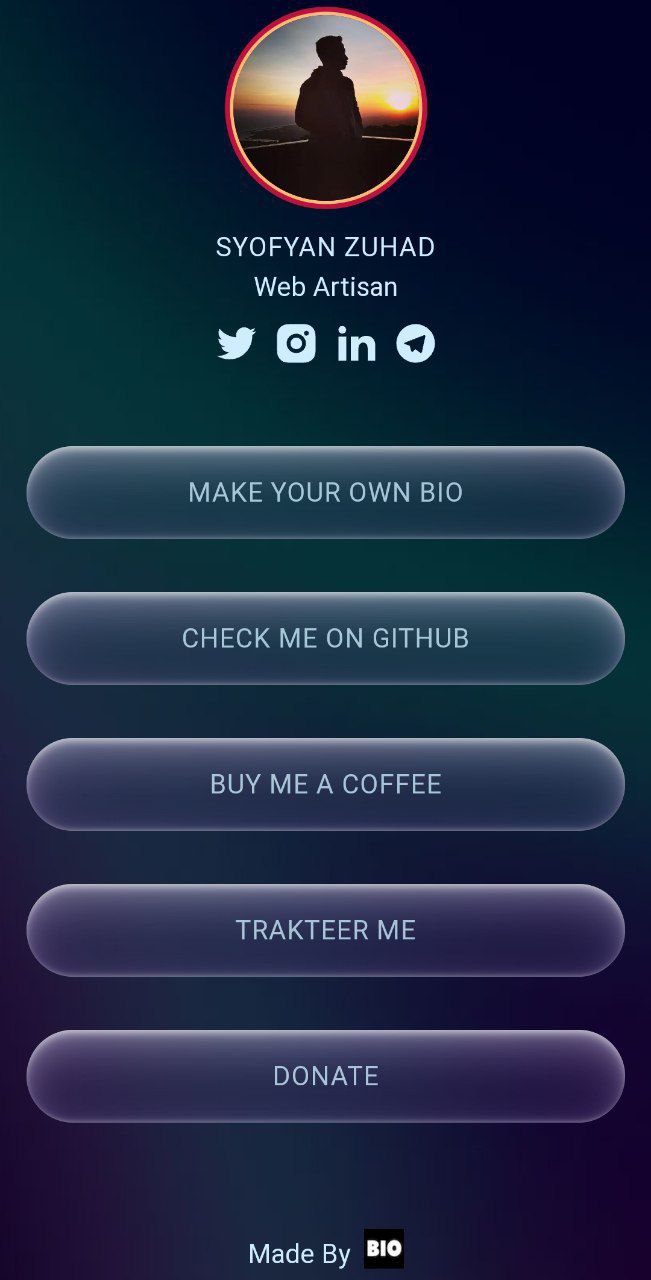 SYOFYAN ZUHAD
Web Artisan
in
MAKE YOUR OWN BIO
CHECK ME ON GITHUB
BUY ME A COFFEE
TRAKTEER ME
DONATE
Made By BIO